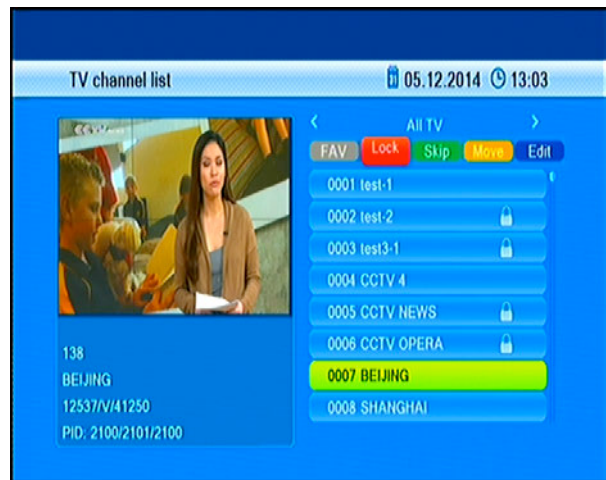 TV channel list
05.12.2014 13:03
All TV
FAV Lock Skip Move Edit
0001 test-1
0002 test-2
0003 test3-1
0004 CCTV 4
0005 CCTV NEWS
0006 CCTV OPERA
0007 BEIJING
0008 SHANGHAI
138
BEIJING
12537/V/41250
PID: 2100/2101/2100